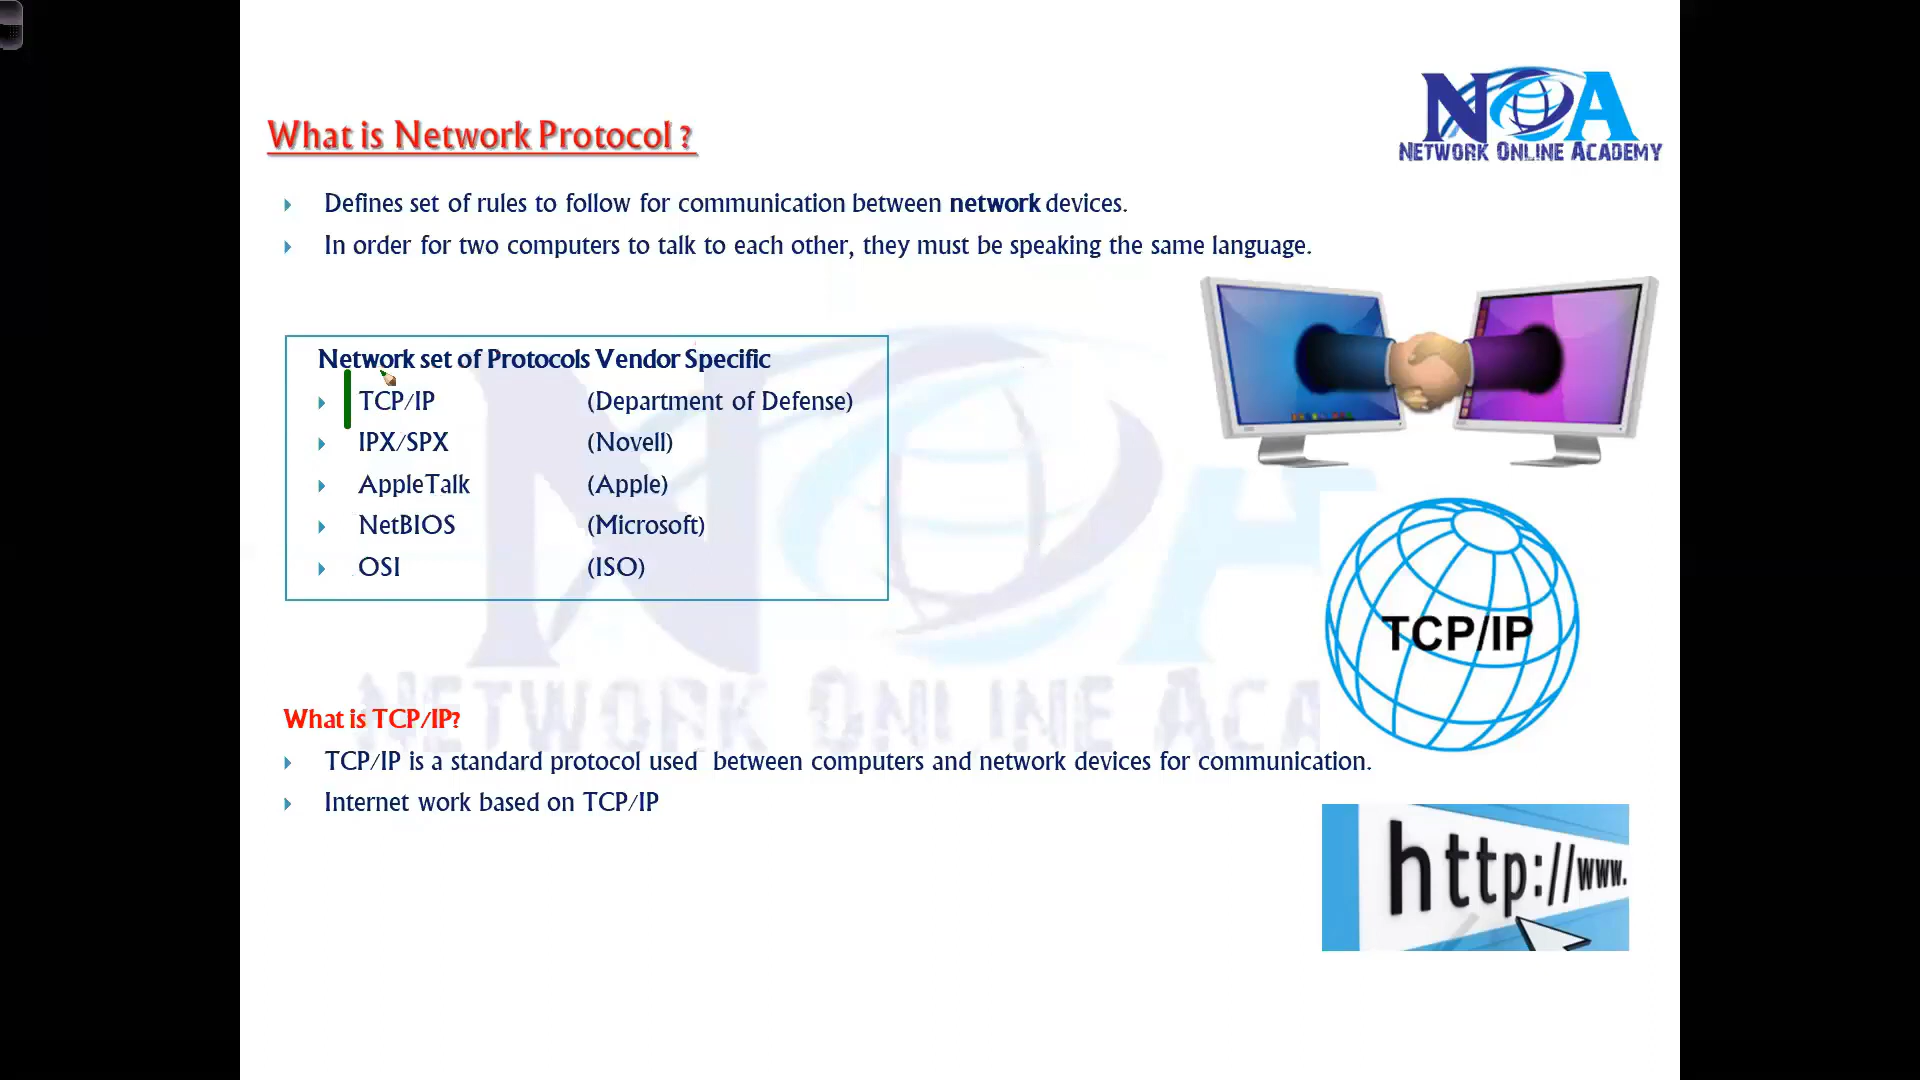 NOA
NETWORK ONLINE ACADEMY
What is Network Protocol ?
Defines set of rules to follow for communication between network devices.
In order for two computers to talk to each other, they must be speaking the same language.
Network set of Protocols Vendor Specific
TCP/IP (Department of Defense)
IPX/SPX (Novell)
AppleTalk (Apple)
NetBIOS (Microsoft)
OSI (ISO)
TCP/IP
NETWORK ONLINE ACA
What is TCP/IP?
TCP/IP is a standard protocol used between computers and network devices for communication.
Internet work based on TCP/IP
http://www.